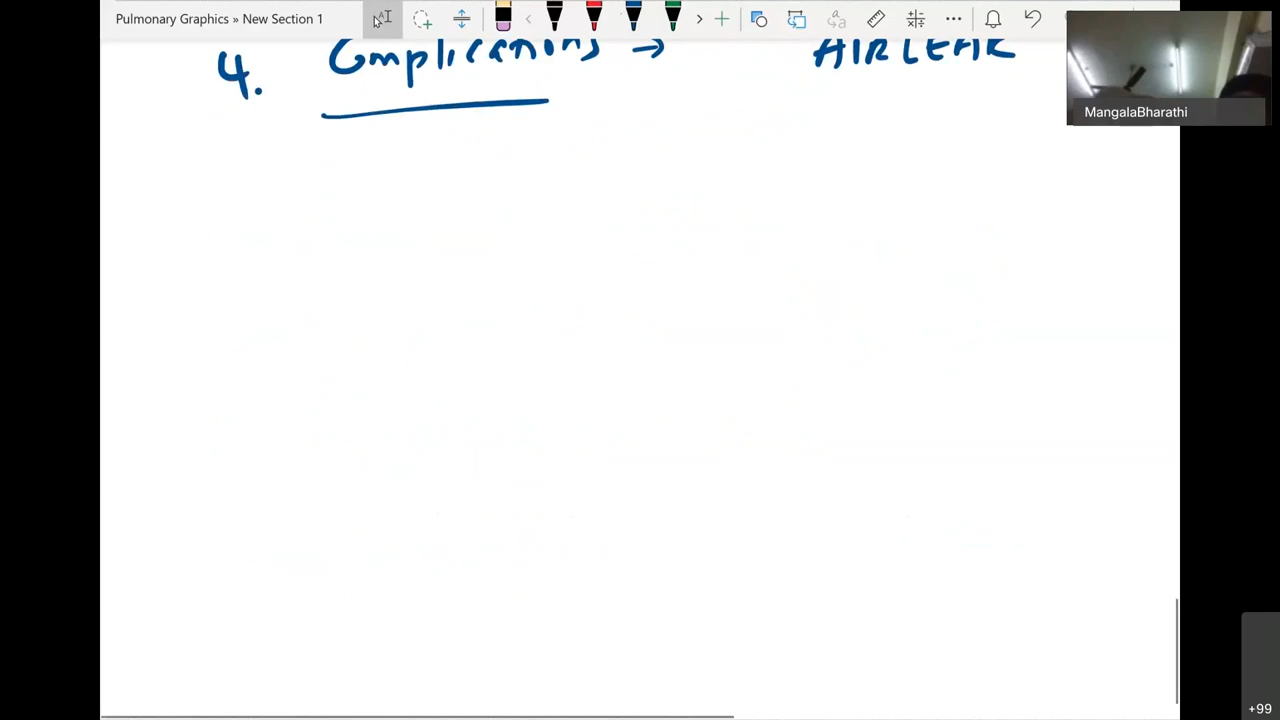 Pulmonary Graphics » New Section 1
4. Complications → AIR LEAK
MangalaBharathi
+99